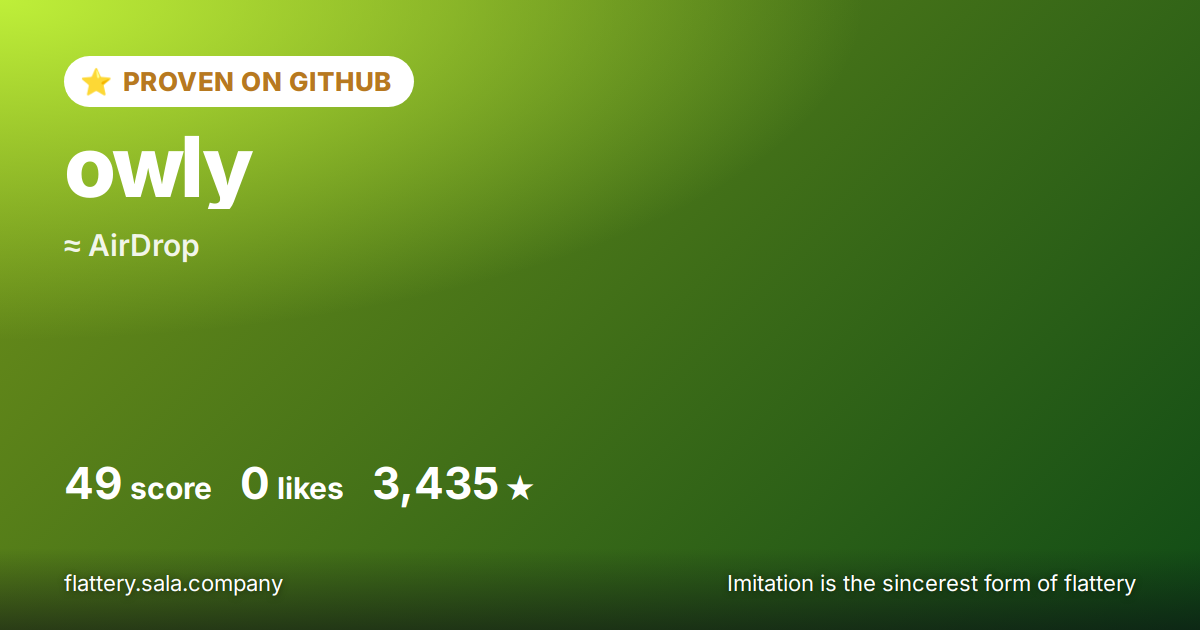 ⭐ PROVEN ON GITHUB
owly
≈ AirDrop
49 score 0 likes 3,435 ★
flattery.sala.company
Imitation is the sincerest form of flattery